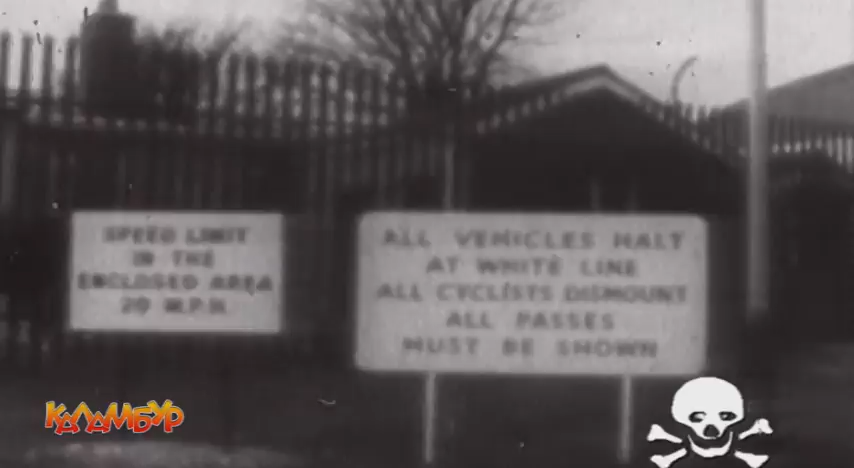 SPEED LIMIT
IN THE
ENCLOSED AREA
20 M.P.H.
ALL VEHICLES HALT
AT WHITE LINE
ALL CYCLISTS DISMOUNT
ALL PASSES
MUST BE SHOWN
КАЛАМБУР